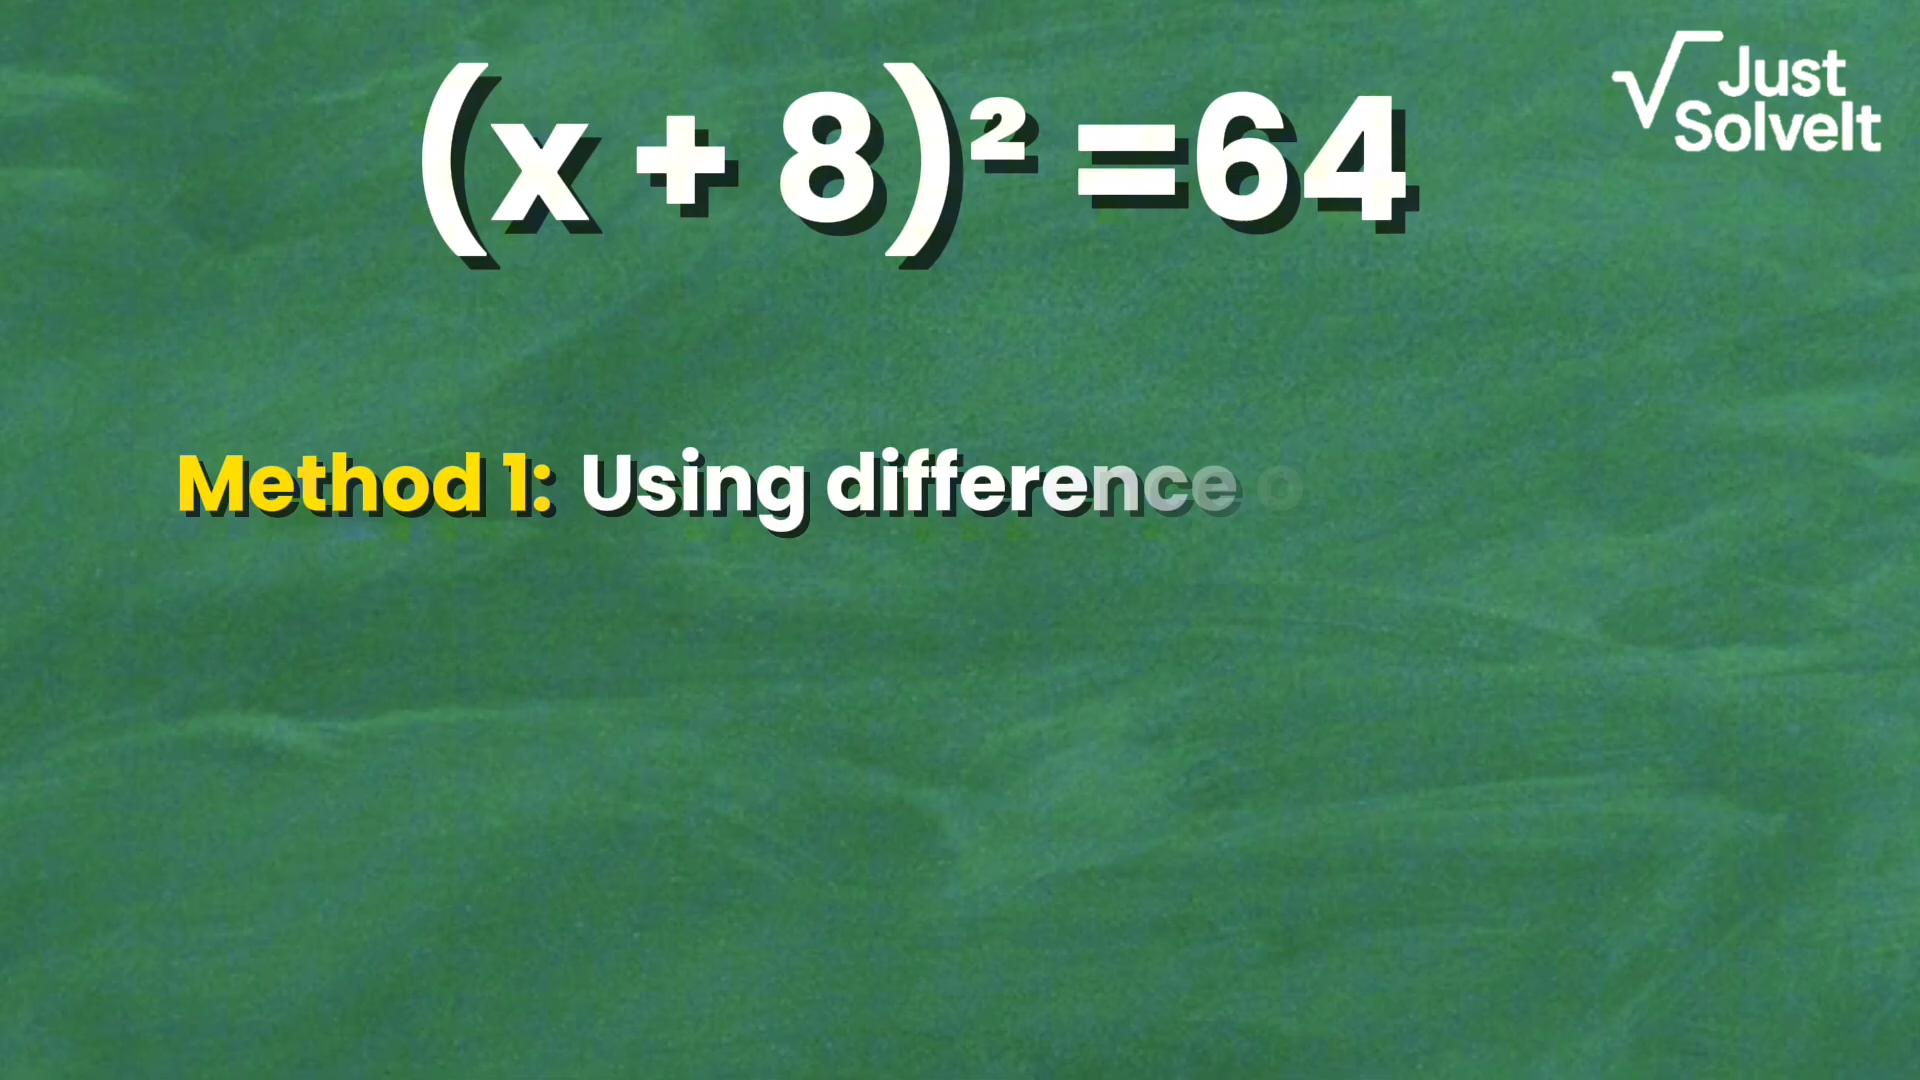 (x + 8)² =64
√ Just
SolveIt
Method 1: Using difference o